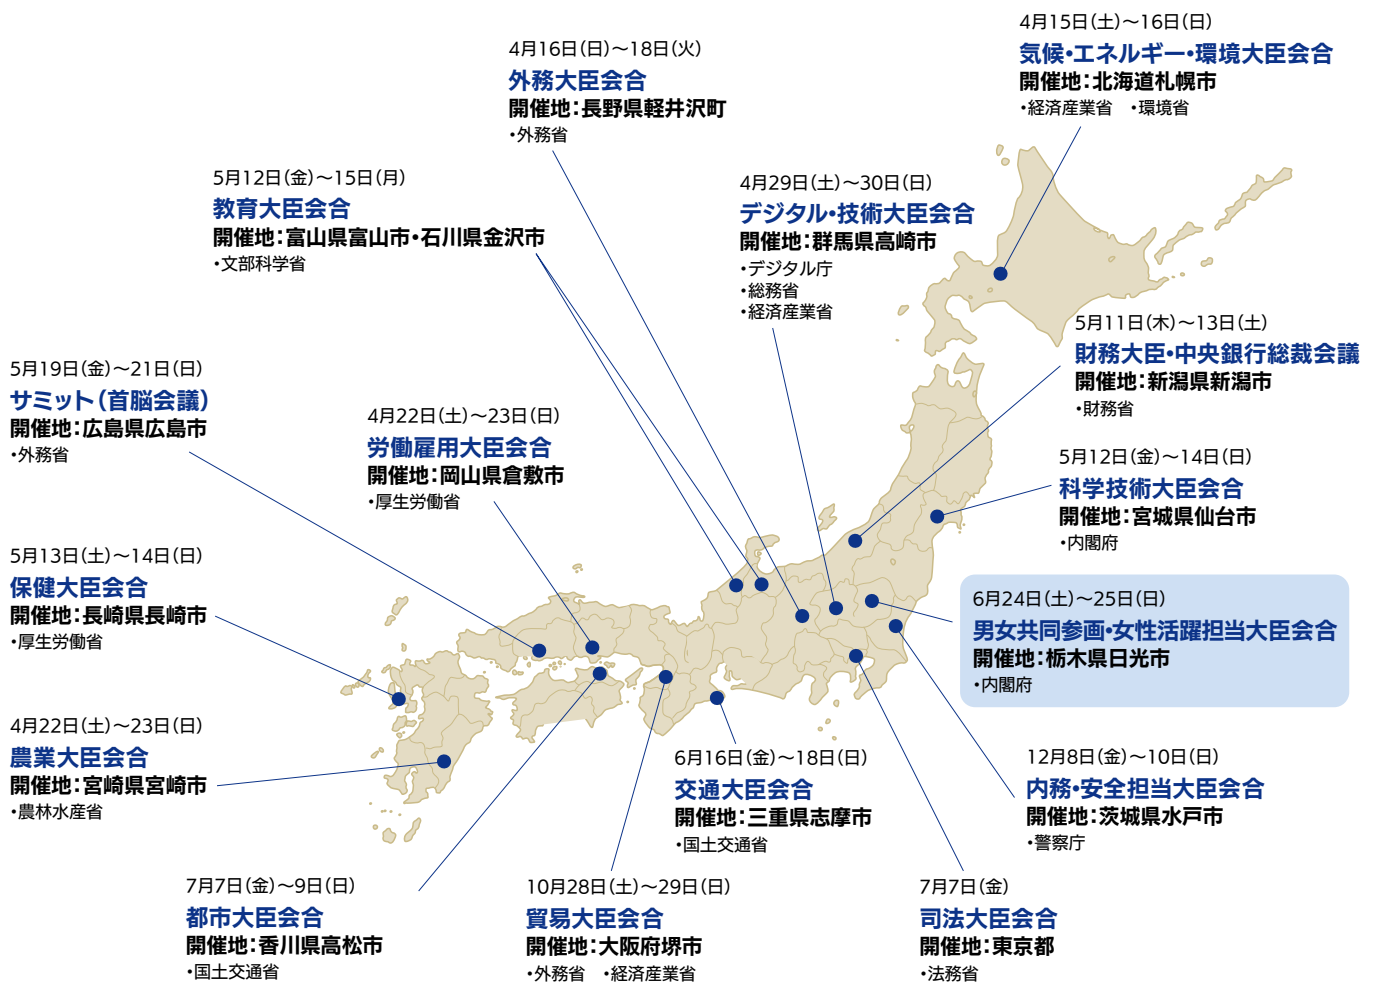 4月15日(土)～16日(日)
気候・エネルギー・環境大臣会合
開催地：北海道札幌市
・経済産業省　・環境省
4月16日(日)～18日(火)
外務大臣会合
開催地：長野県軽井沢町
・外務省
5月12日(金)～15日(月)
教育大臣会合
開催地：富山県富山市・石川県金沢市
・文部科学省
4月29日(土)～30日(日)
デジタル・技術大臣会合
開催地：群馬県高崎市
・デジタル庁
・総務省
・経済産業省
5月11日(木)～13日(土)
財務大臣・中央銀行総裁会議
開催地：新潟県新潟市
・財務省
5月19日(金)～21日(日)
サミット（首脳会議）
開催地：広島県広島市
・外務省
4月22日(土)～23日(日)
労働雇用大臣会合
開催地：岡山県倉敷市
・厚生労働省
5月12日(金)～14日(日)
科学技術大臣会合
開催地：宮城県仙台市
・内閣府
5月13日(土)～14日(日)
保健大臣会合
開催地：長崎県長崎市
・厚生労働省
6月24日(土)～25日(日)
男女共同参画・女性活躍担当大臣会合
開催地：栃木県日光市
・内閣府
4月22日(土)～23日(日)
農業大臣会合
開催地：宮崎県宮崎市
・農林水産省
6月16日(金)～18日(日)
交通大臣会合
開催地：三重県志摩市
・国土交通省
12月8日(金)～10日(日)
内務・安全担当大臣会合
開催地：茨城県水戸市
・警察庁
7月7日(金)～9日(日)
都市大臣会合
開催地：香川県高松市
・国土交通省
10月28日(土)～29日(日)
貿易大臣会合
開催地：大阪府堺市
・外務省　・経済産業省
7月7日(金)
司法大臣会合
開催地：東京都
・法務省